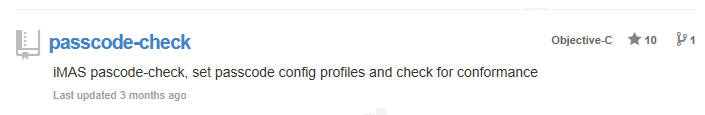 passcode-check Objective-C 10 1
iMAS pascode-check, set passcode config profiles and check for conformance
Last updated 3 months ago